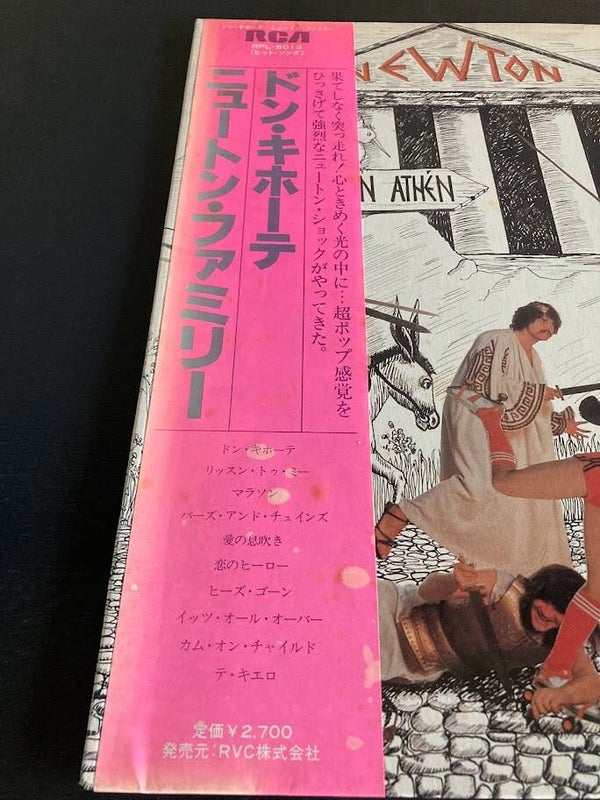 RCA
RPL-8013
(ヒット・ソング)
ドン・キホーテ
ニュートン・ファミリー
果てしなく突っ走れ!心ときめく光の中に…超ポップ感覚を
ひっさげて強烈なニュートン・ショックがやってきた。
ドン・キホーテ
リッスン・トゥ・ミー
マラソン
バーズ・アンド・チェインズ
愛の息吹き
恋のヒーロー
ヒーズ・ゴーン
イッツ・オール・オーバー
カム・オン・チャイルド
テ・キエロ
定価¥2,700
発売元:RVC株式会社
NEWTON
N ATHÉN